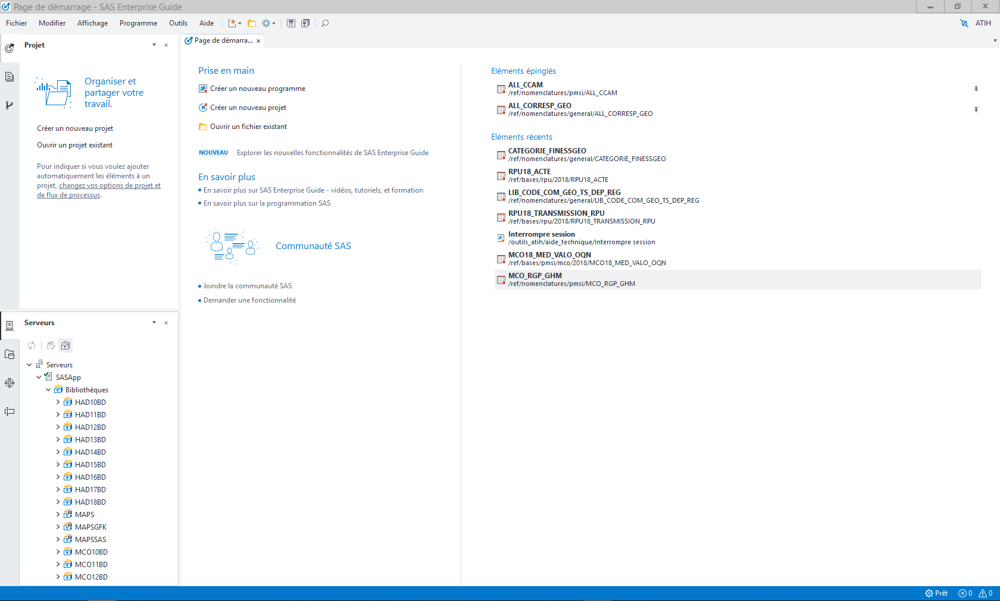 Page de démarrage - SAS Enterprise Guide
Fichier Modifier Affichage Programme Outils Aide ATIH
Projet
Organiser et
partager votre
travail.
Créer un nouveau projet
Ouvrir un projet existant
Pour indiquer si vous voulez ajouter
automatiquement les éléments à un
projet, changez vos options de projet et
de flux de processus.
Serveurs
Serveurs
SASApp
Bibliothèques
HAD10BD
HAD11BD
HAD12BD
HAD13BD
HAD14BD
HAD15BD
HAD16BD
HAD17BD
HAD18BD
MAPS
MAPSGFK
MAPSSAS
MCO10BD
MCO11BD
MCO12BD
Page de démarra...
Prise en main
Créer un nouveau programme
Créer un nouveau projet
Ouvrir un fichier existant
NOUVEAU Explorer les nouvelles fonctionnalités de SAS Enterprise Guide
En savoir plus
En savoir plus sur SAS Enterprise Guide - vidéos, tutoriels, et formation
En savoir plus sur la programmation SAS
Communauté SAS
Joindre la communauté SAS
Demander une fonctionnalité
Eléments épinglés
ALL_CCAM
/ref/nomenclatures/pmsi/ALL_CCAM
ALL_CORRESP_GEO
/ref/nomenclatures/general/ALL_CORRESP_GEO
Eléments récents
CATEGORIE_FINESSGEO
/ref/nomenclatures/general/CATEGORIE_FINESSGEO
RPU18_ACTE
/ref/bases/rpu/2018/RPU18_ACTE
LIB_CODE_COM_GEO_TS_DEP_REG
/ref/nomenclatures/general/LIB_CODE_COM_GEO_TS_DEP_REG
RPU18_TRANSMISSION_RPU
/ref/bases/rpu/2018/RPU18_TRANSMISSION_RPU
Interrompre session
/outils_atih/aide_technique/Interrompre session
MCO18_MED_VALO_OQN
/ref/bases/pmsi/mco/2018/MCO18_MED_VALO_OQN
MCO_RGP_GHM
/ref/nomenclatures/pmsi/MCO_RGP_GHM
Prêt 0 0